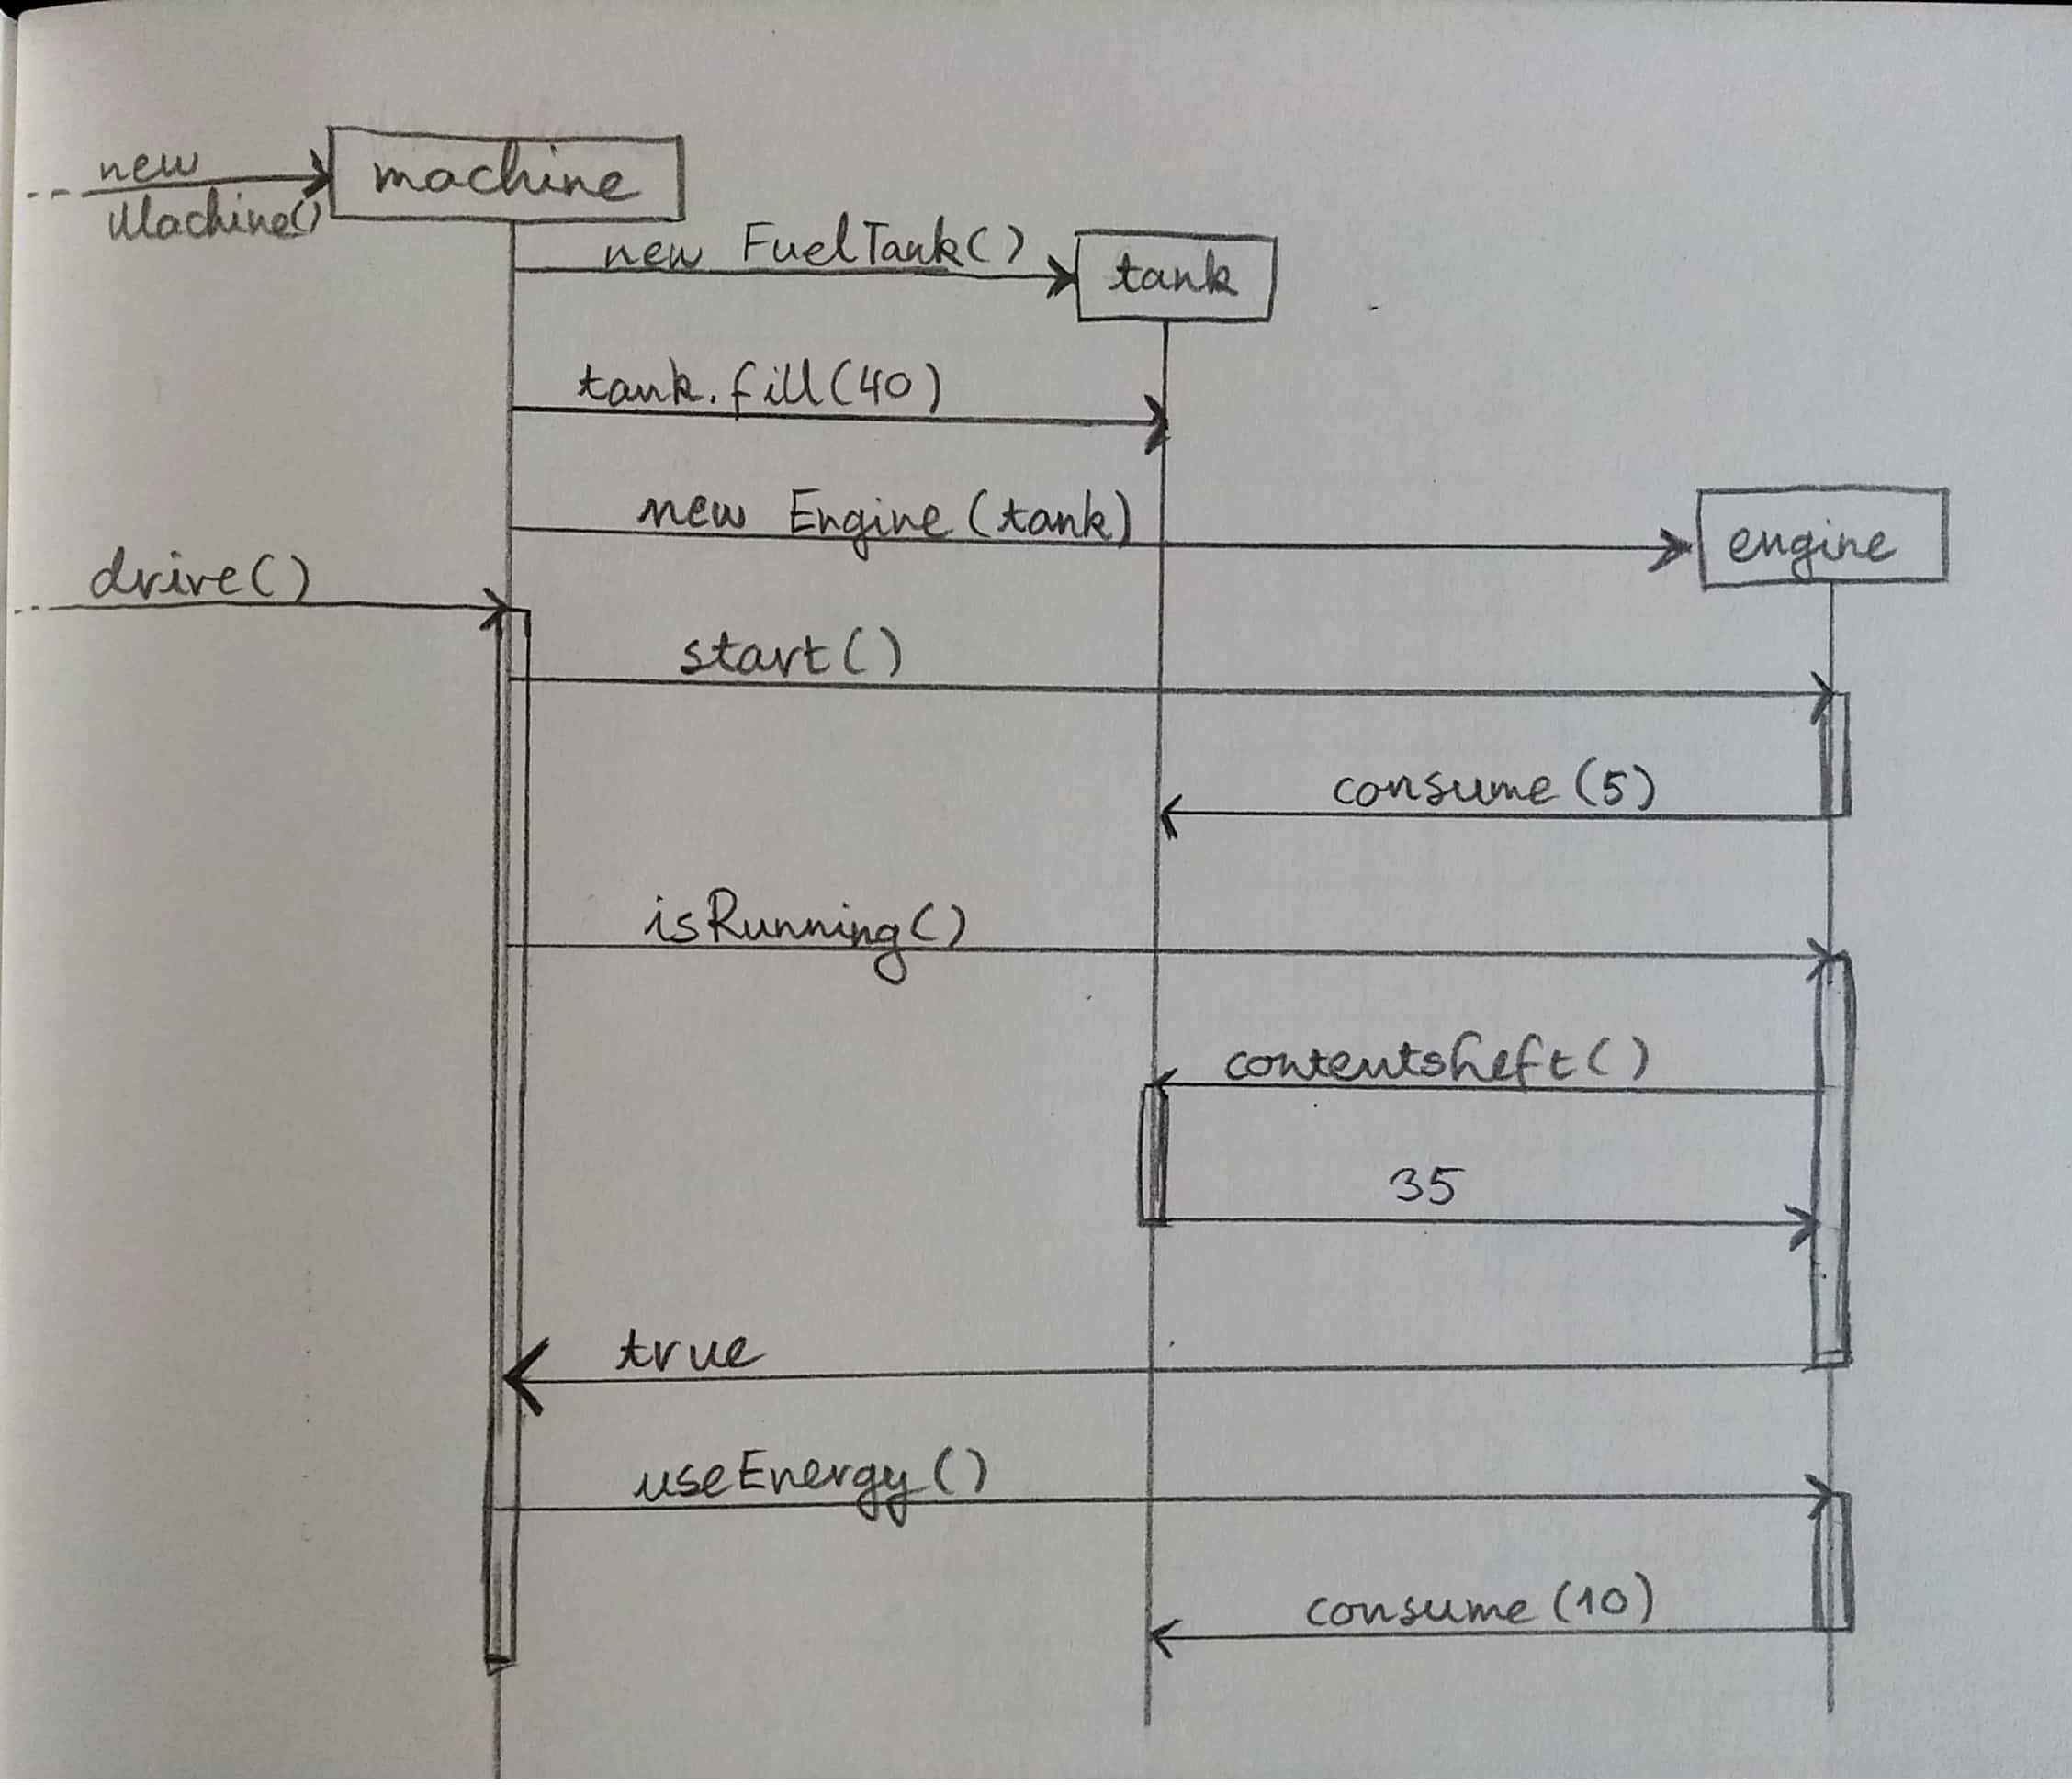 new
Machine()
machine
new FuelTank()
tank
tank.fill(40)
new Engine(tank)
engine
drive()
start()
consume(5)
isRunning()
contentsheft()
35
true
useEnergy()
consume(10)